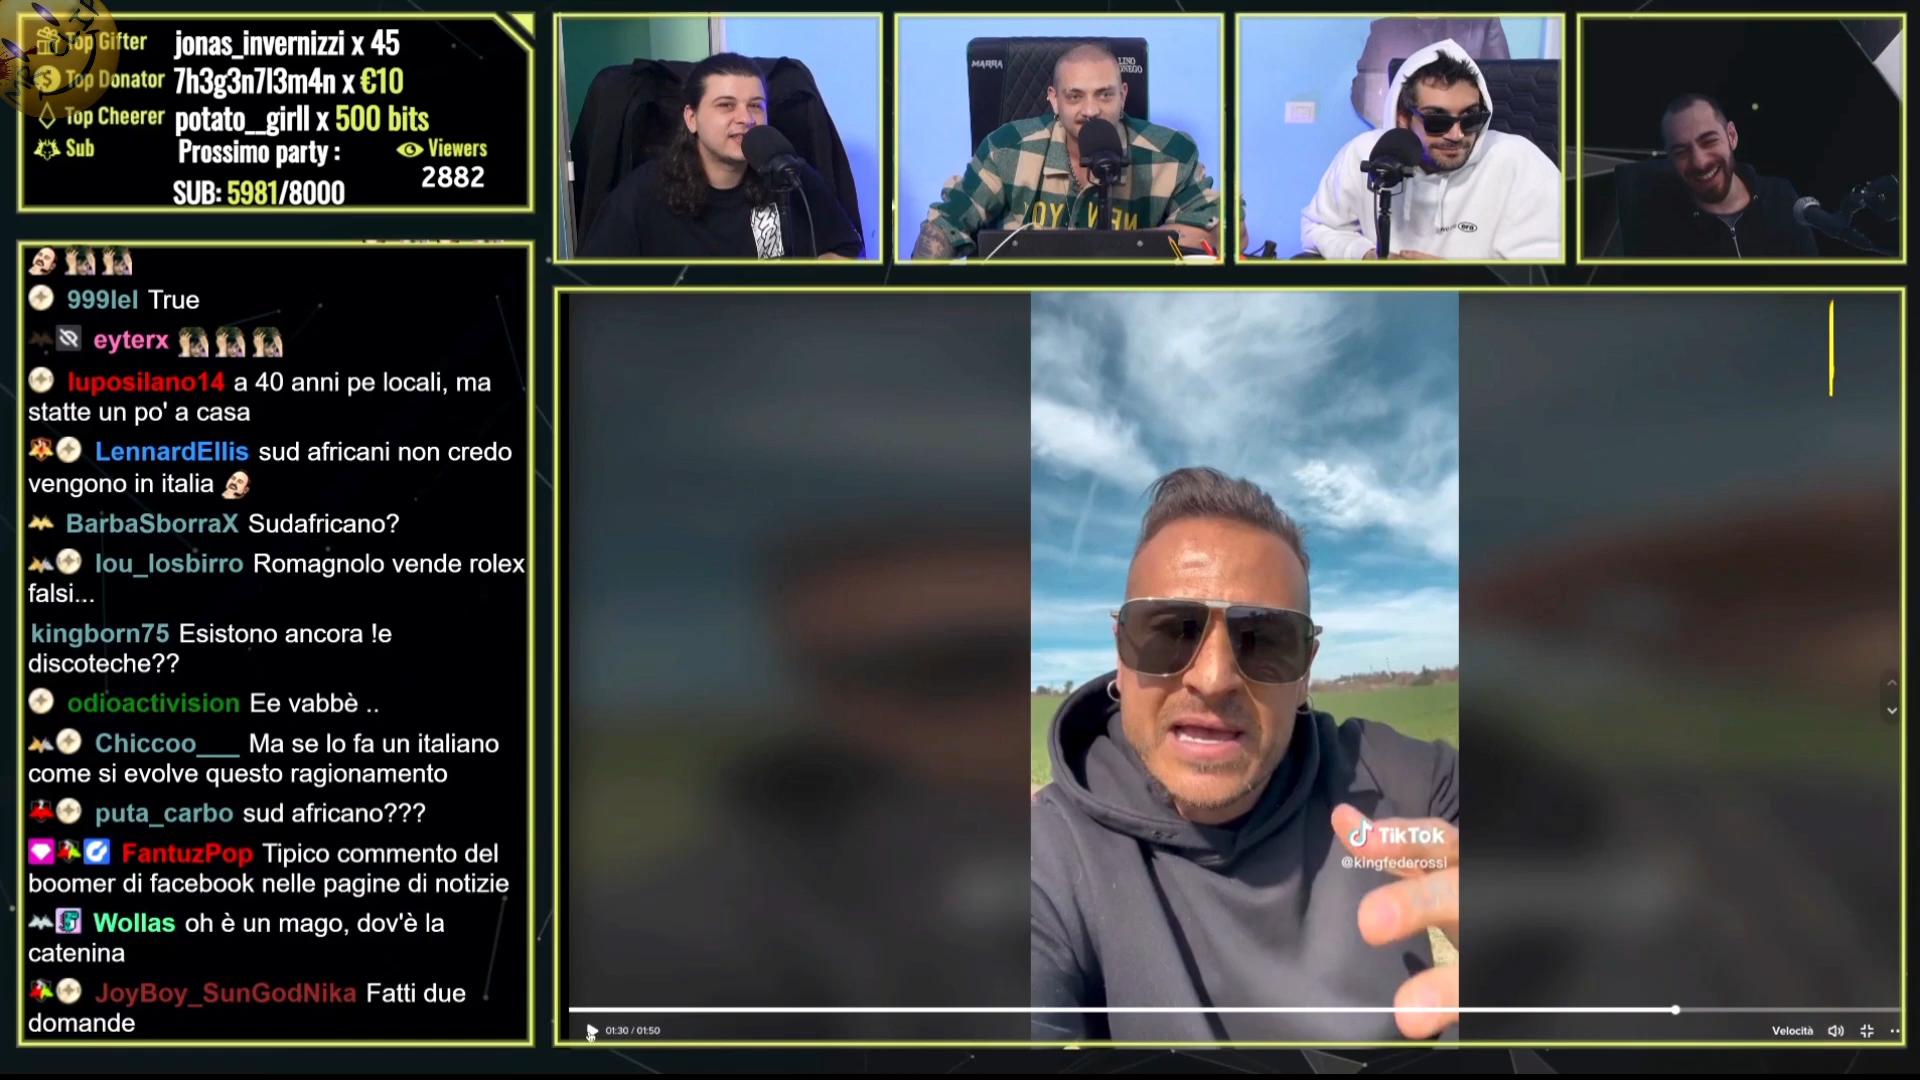 Top Gifter jonas_invernizzi x 45
Top Donator 7h3g3n7l3m4n x €10
Top Cheerer potato__girll x 500 bits
Sub Prossimo party : Viewers
SUB: 5981/8000 2882
MARRA
LINO
NEW YO
999lel True
eyterx
luposilano14 a 40 anni pe locali, ma
statte un po' a casa
LennardEllis sud africani non credo
vengono in italia
BarbaSborraX Sudafricano?
lou_losbirro Romagnolo vende rolex
falsi...
kingborn75 Esistono ancora !e
discoteche??
odioactivision Ee vabbè ..
Chiccoo___ Ma se lo fa un italiano
come si evolve questo ragionamento
puta_carbo sud africano???
FantuzPop Tipico commento del
boomer di facebook nelle pagine di notizie
Wollas oh è un mago, dov'è la
catenina
JoyBoy_SunGodNika Fatti due
domande
TikTok
@kingfederossi
01:30 / 01:50
Velocità